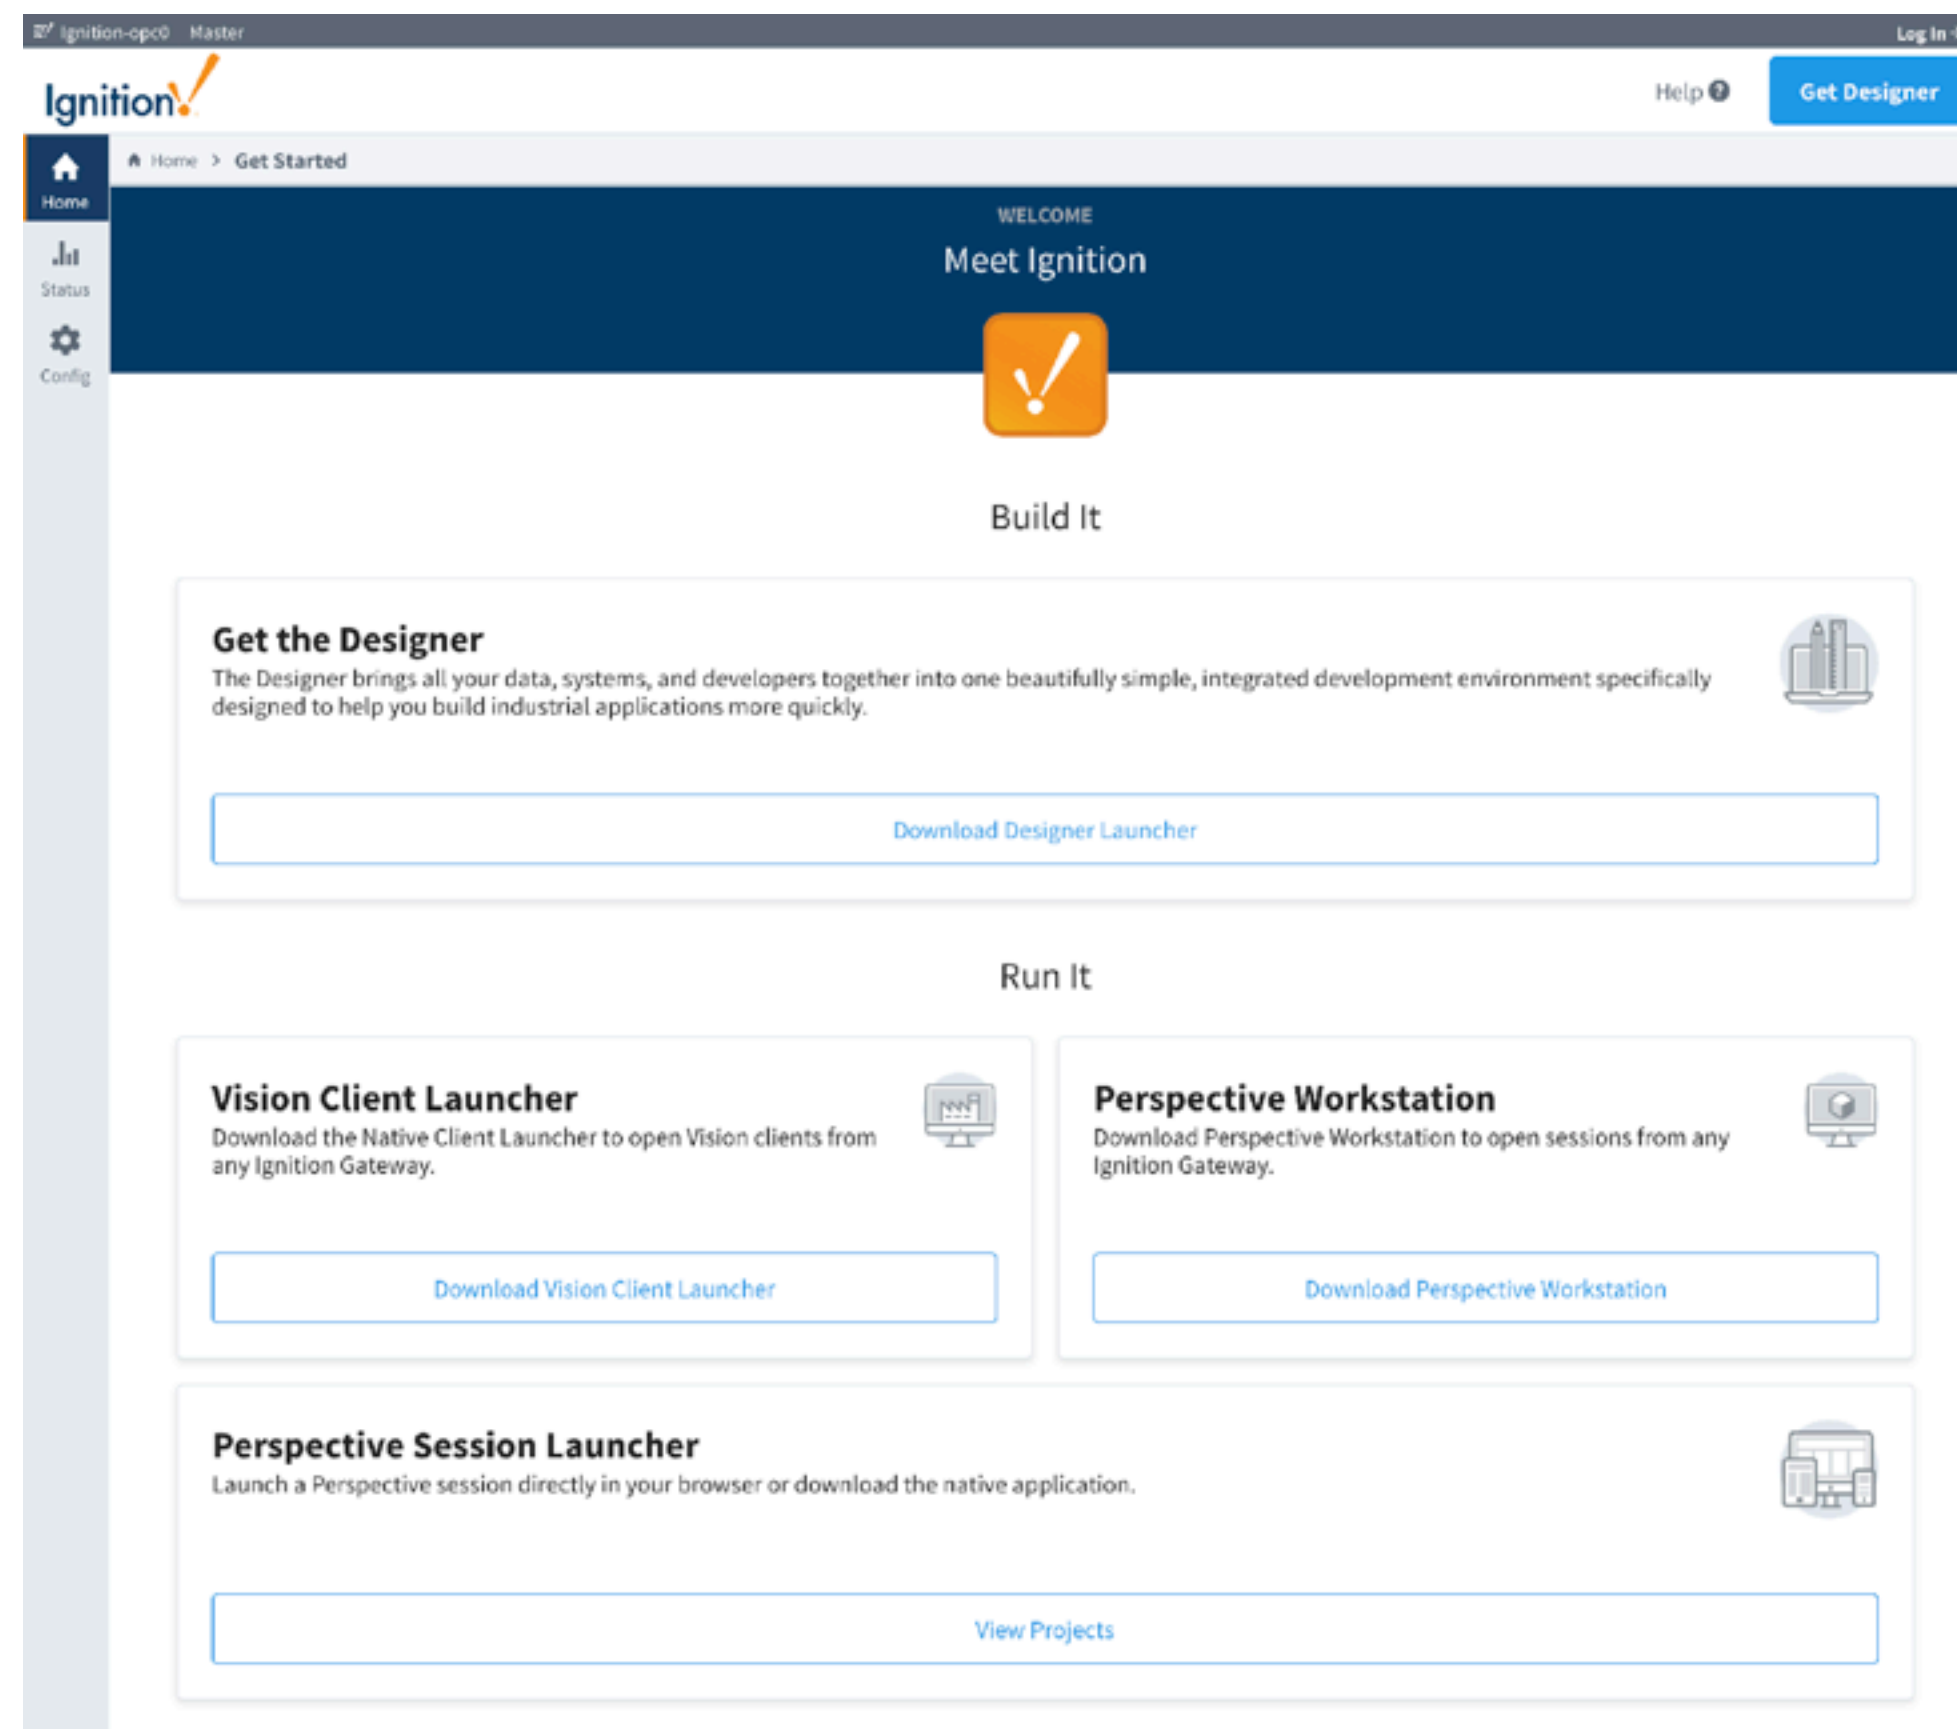 Ignition-opc0 Master
Log In
Ignition!
Help
Get Designer
Home > Get Started
Home
Status
Config
WELCOME
Meet Ignition
Build It
Get the Designer
The Designer brings all your data, systems, and developers together into one beautifully simple, integrated development environment specifically
designed to help you build industrial applications more quickly.
Download Designer Launcher
Run It
Vision Client Launcher
Download the Native Client Launcher to open Vision clients from
any Ignition Gateway.
Download Vision Client Launcher
Perspective Workstation
Download Perspective Workstation to open sessions from any
Ignition Gateway.
Download Perspective Workstation
Perspective Session Launcher
Launch a Perspective session directly in your browser or download the native application.
View Projects